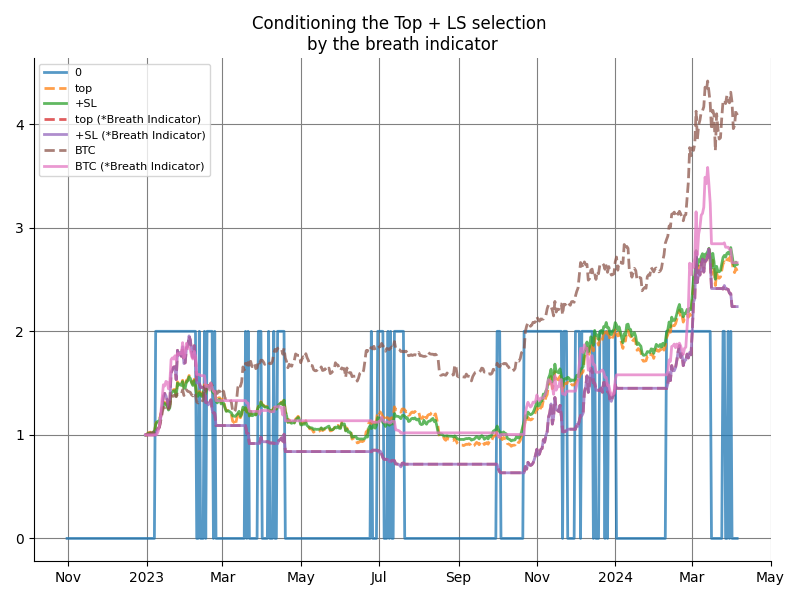 Conditioning the Top + LS selection
by the breath indicator
0
top
+SL
top (*Breath Indicator)
+SL (*Breath Indicator)
BTC
BTC (*Breath Indicator)
4
3
2
1
0
Nov 2023 Mar May Jul Sep Nov 2024 Mar May